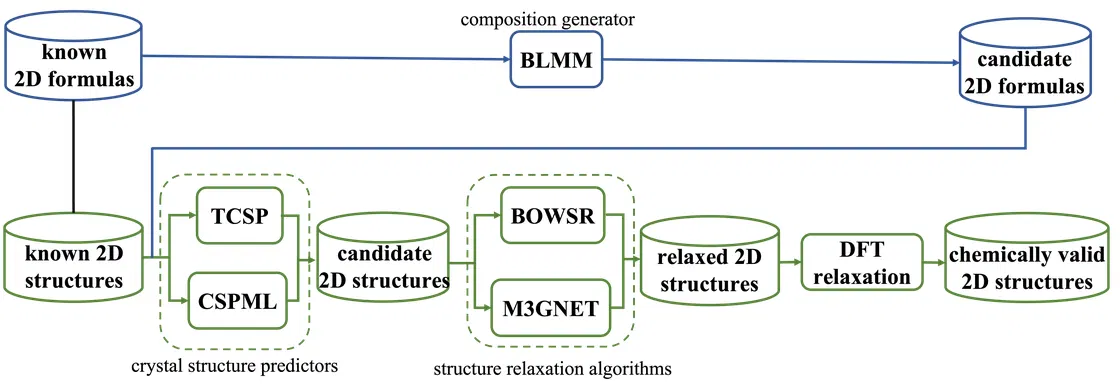 composition generator
known
2D formulas
BLMM
candidate
2D formulas
known 2D
structures
TCSP
CSPML
crystal structure predictors
candidate
2D structures
BOWSR
M3GNET
structure relaxation algorithms
relaxed 2D
structures
DFT
relaxation
chemically valid
2D structures